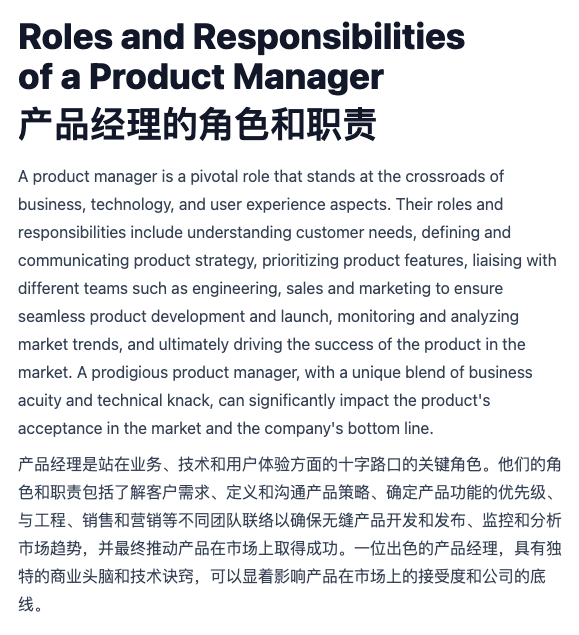 Roles and Responsibilities
of a Product Manager
产品经理的角色和职责
A product manager is a pivotal role that stands at the crossroads of
business, technology, and user experience aspects. Their roles and
responsibilities include understanding customer needs, defining and
communicating product strategy, prioritizing product features, liaising with
different teams such as engineering, sales and marketing to ensure
seamless product development and launch, monitoring and analyzing
market trends, and ultimately driving the success of the product in the
market. A prodigious product manager, with a unique blend of business
acuity and technical knack, can significantly impact the product's
acceptance in the market and the company's bottom line.
产品经理是站在业务、技术和用户体验方面的十字路口的关键角色。他们的角
色和职责包括了解客户需求、定义和沟通产品策略、确定产品功能的优先级、
与工程、销售和营销等不同团队联络以确保无缝产品开发和发布、监控和分析
市场趋势，并最终推动产品在市场上取得成功。一位出色的产品经理，具有独
特的商业头脑和技术诀窍，可以显着影响产品在市场上的接受度和公司的底
线。